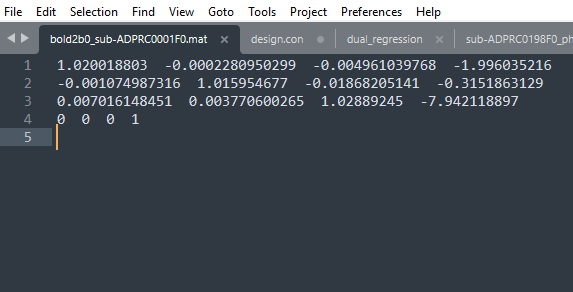 File Edit Selection Find View Goto Tools Project Preferences Help
bold2b0_sub-ADPRC0001F0.mat × design.con dual_regression × sub-ADPRC0198F0_ph
1 1.020018803 -0.0002280950299 -0.004961039768 -1.996035216
2 -0.001074987316 1.015954677 -0.01868205141 -0.3151863129
3 0.007016148451 0.003770600265 1.02889245 -7.942118897
4 0 0 0 1
5